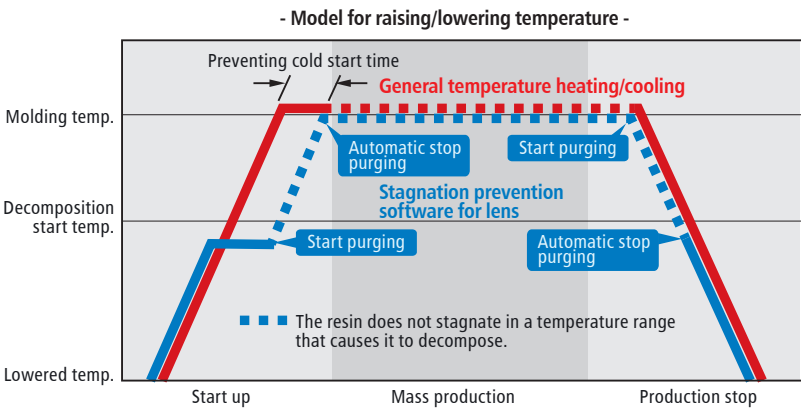 - Model for raising/lowering temperature -
Preventing cold start time
General temperature heating/cooling
Molding temp.
Automatic stop
purging
Start purging
Stagnation prevention
software for lens
Decomposition
start temp.
Start purging
Automatic stop
purging
The resin does not stagnate in a temperature range
that causes it to decompose.
Lowered temp.
Start up
Mass production
Production stop